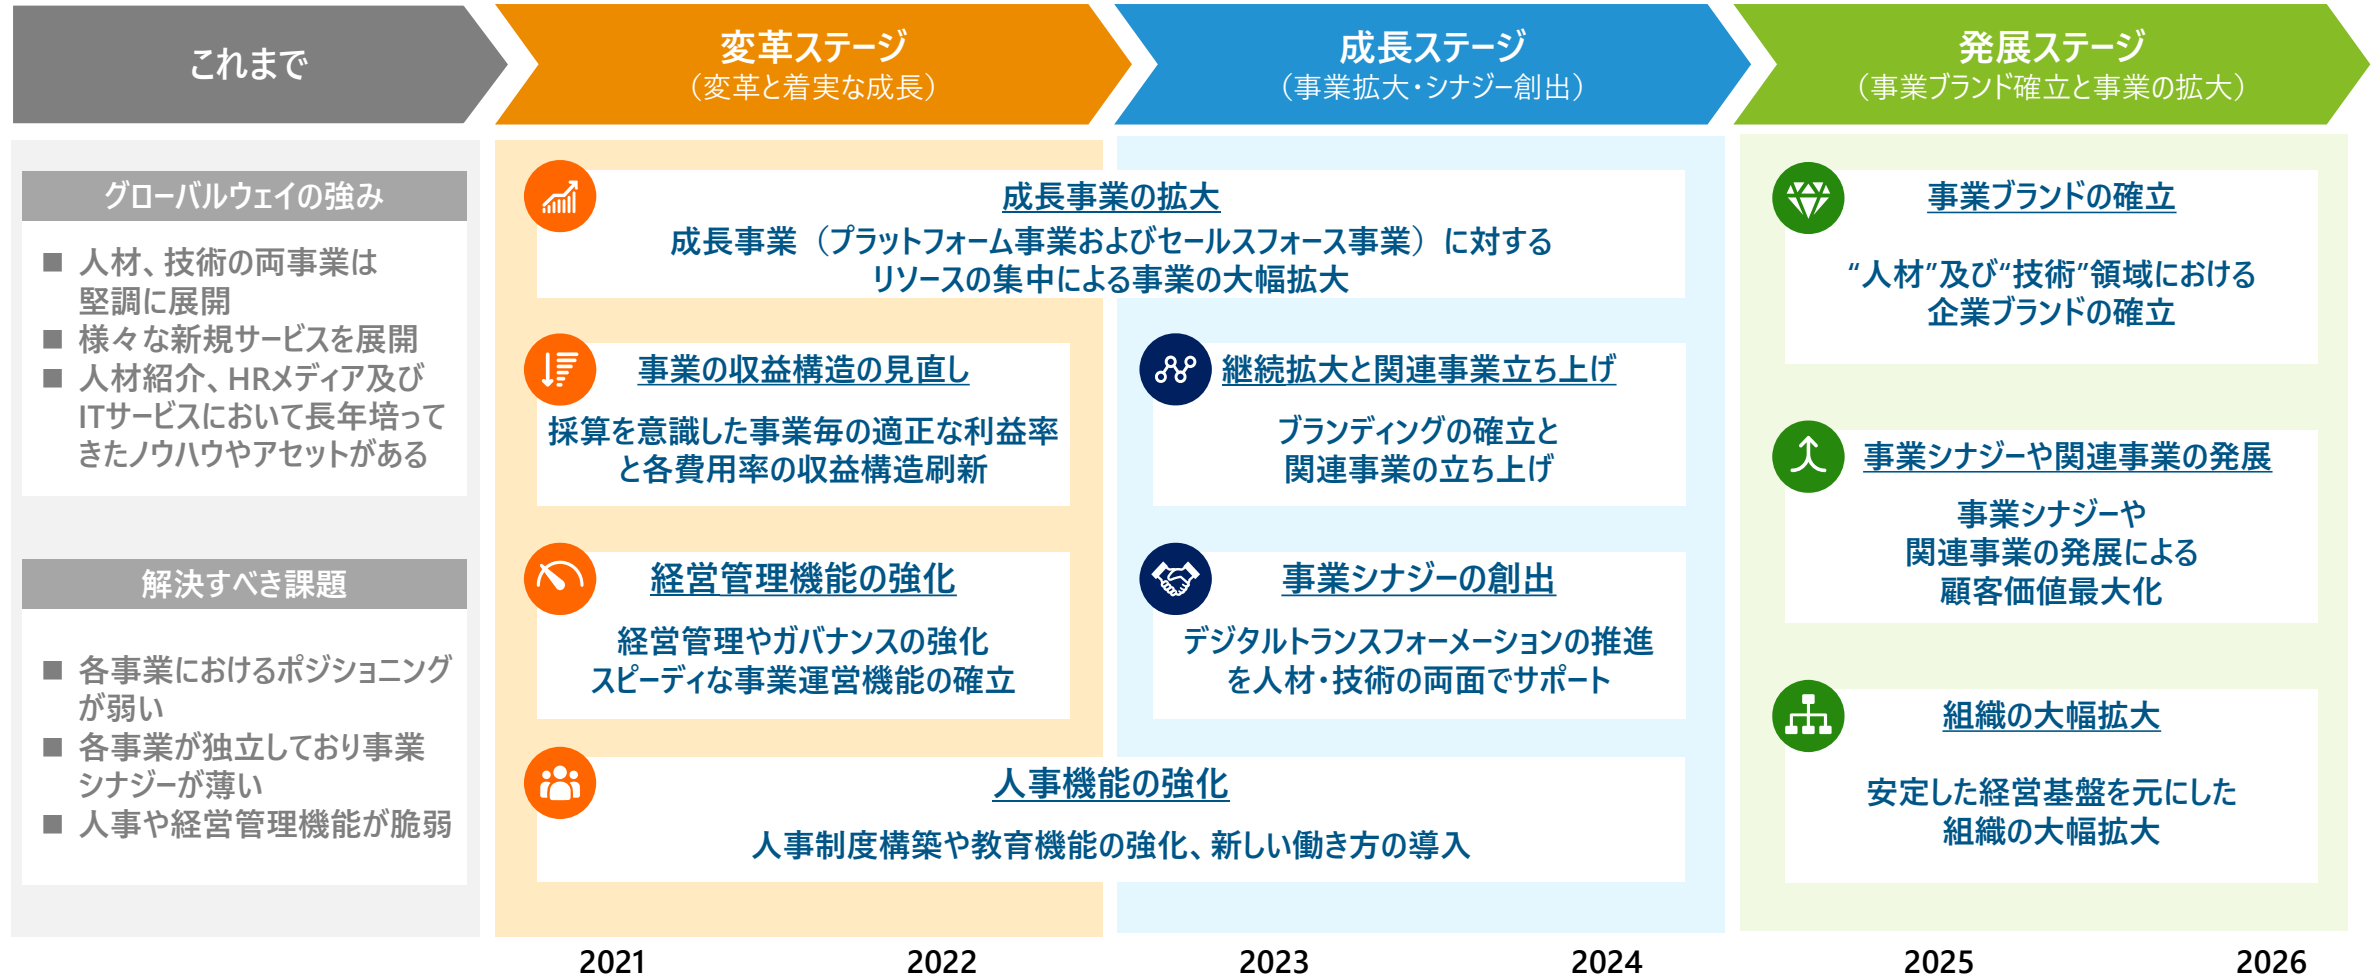 これまで
グローバルウェイの強み
■ 人材、技術の両事業は
堅調に展開
■ 様々な新規サービスを展開
■ 人材紹介、HRメディア及び
ITサービスにおいて長年培って
きたノウハウやアセットがある
解決すべき課題
■ 各事業におけるポジショニング
が弱い
■ 各事業が独立しており事業
シナジーが薄い
■ 人事や経営管理機能が脆弱
変革ステージ
（変革と着実な成長）
成長ステージ
（事業拡大・シナジー創出）
発展ステージ
（事業ブランド確立と事業の拡大）
成長事業の拡大
成長事業（プラットフォーム事業およびセールスフォース事業）に対する
リソースの集中による事業の大幅拡大
事業の収益構造の見直し
採算を意識した事業毎の適正な利益率
と各費用率の収益構造刷新
継続拡大と関連事業立ち上げ
ブランディングの確立と
関連事業の立ち上げ
経営管理機能の強化
経営管理やガバナンスの強化
スピーディな事業運営機能の確立
事業シナジーの創出
デジタルトランスフォーメーションの推進
を人材・技術の両面でサポート
人事機能の強化
人事制度構築や教育機能の強化、新しい働き方の導入
事業ブランドの確立
“人材”及び“技術”領域における
企業ブランドの確立
事業シナジーや関連事業の発展
事業シナジーや
関連事業の発展による
顧客価値最大化
組織の大幅拡大
安定した経営基盤を元にした
組織の大幅拡大
2021 2022 2023 2024 2025 2026